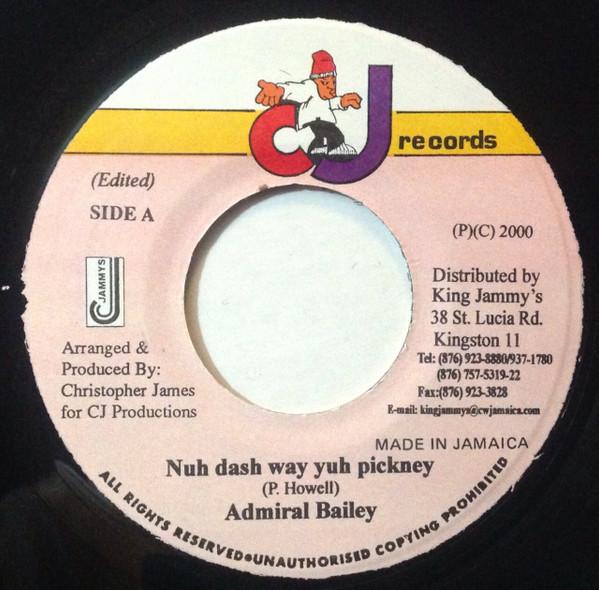 CJ records
(Edited)
SIDE A
(P)(C) 2000
JAMMYS
Distributed by
King Jammy's
38 St. Lucia Rd.
Kingston 11
Tel: (876) 923-8880/937-1780
(876) 757-5319-22
Fax:(876) 923-3828
E-mail: kingjammys@cwjamaica.com
Arranged &
Produced By:
Christopher James
for CJ Productions
MADE IN JAMAICA
Nuh dash way yuh pickney
(P. Howell)
Admiral Bailey
ALL RIGHTS RESERVED•UNAUTHORISED COPYING PROHIBITED